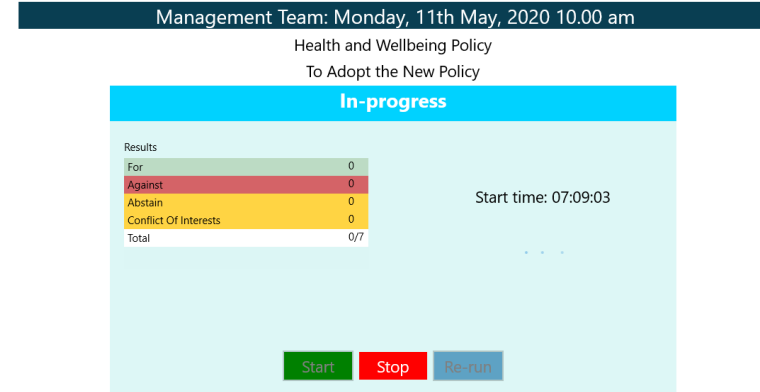 Management Team: Monday, 11th May, 2020 10.00 am
Health and Wellbeing Policy
To Adopt the New Policy
In-progress
Results
For 0
Against 0
Abstain 0
Conflict Of Interests 0
Total 0/7
Start time: 07:09:03
Start Stop Re-run